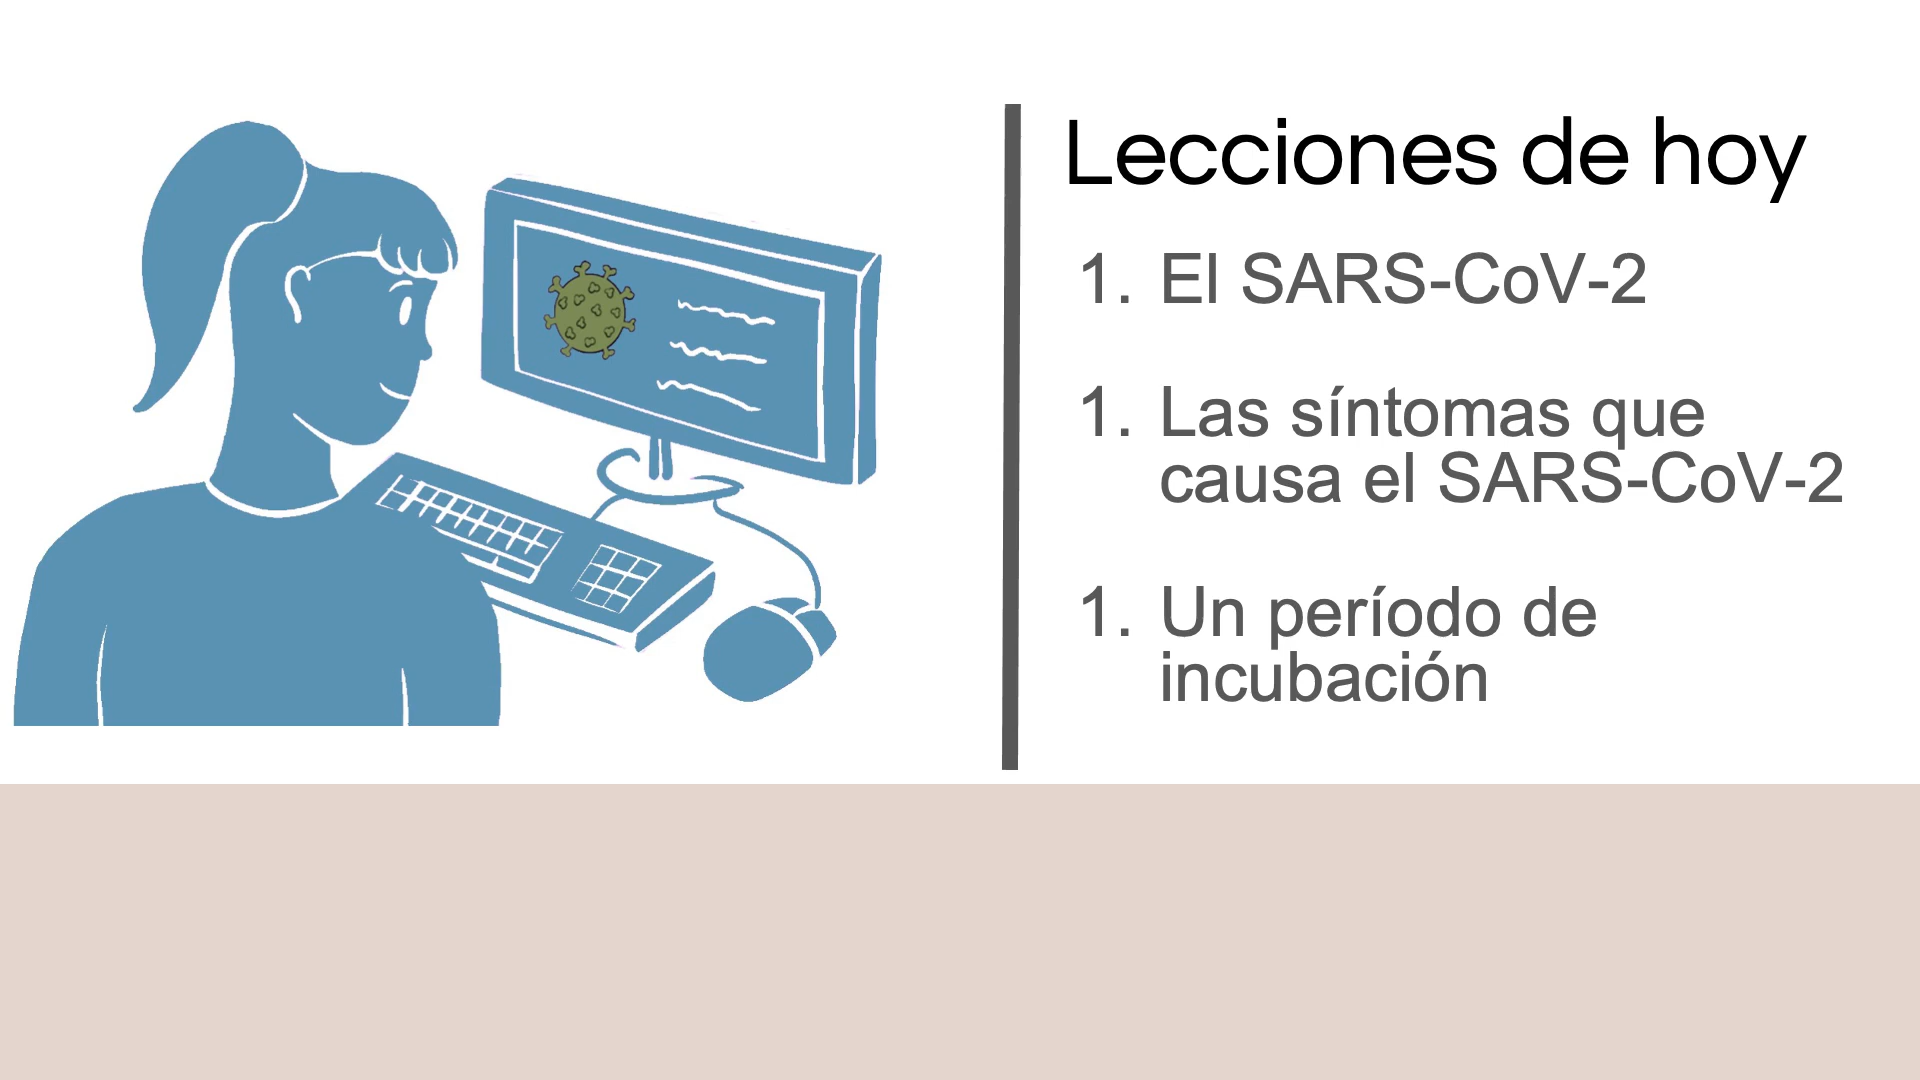 Lecciones de hoy
1. El SARS-CoV-2
1. Las síntomas que
causa el SARS-CoV-2
1. Un período de
incubación